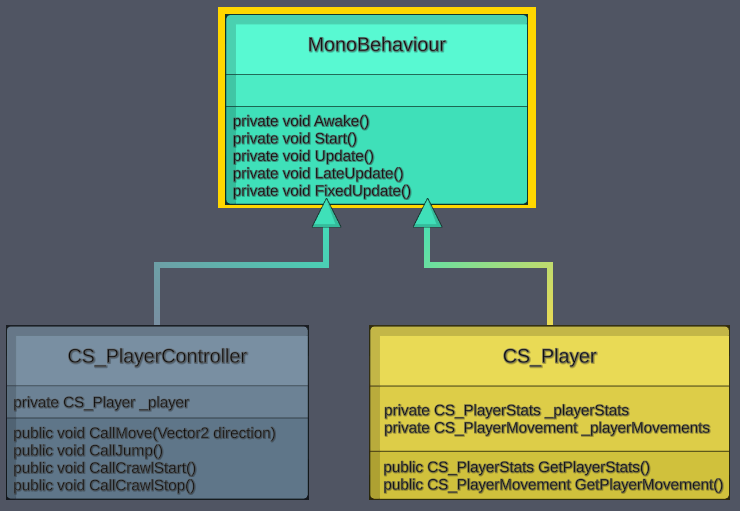 MonoBehaviour
private void Awake()
private void Start()
private void Update()
private void LateUpdate()
private void FixedUpdate()
CS_PlayerController
private CS_Player _player
public void CallMove(Vector2 direction)
public void CallJump()
public void CallCrawlStart()
public void CallCrawlStop()
CS_Player
private CS_PlayerStats _playerStats
private CS_PlayerMovement _playerMovements
public CS_PlayerStats GetPlayerStats()
public CS_PlayerMovement GetPlayerMovement()